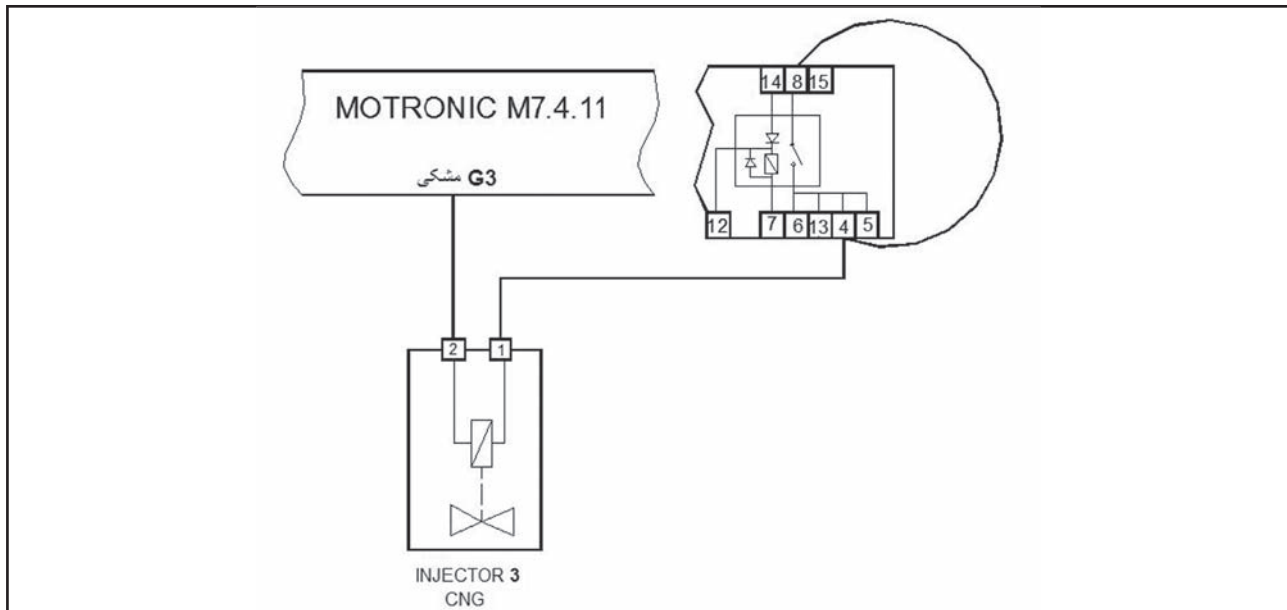 14 8 15
MOTRONIC M7.4.11
مشکی G3
12 7 6 13 4 5
2 1
INJECTOR 3
CNG